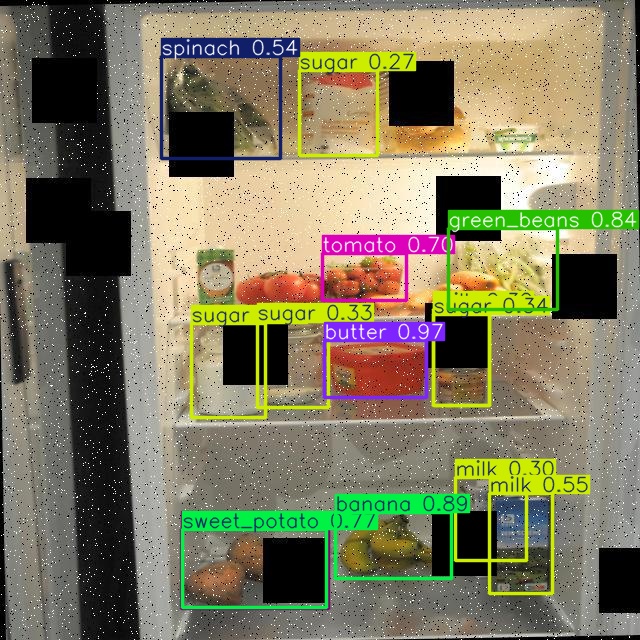 spinach 0.54
sugar 0.27
green_beans 0.84
tomato 0.70
sugar 0.34
sugar
sugar 0.33
butter 0.97
milk 0.30
milk 0.55
banana 0.89
sweet_potato 0.77